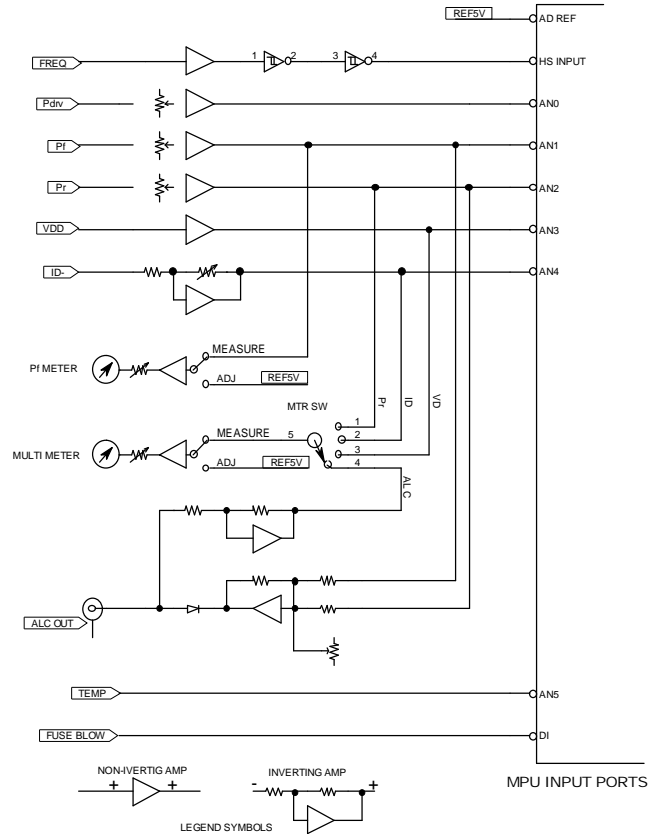 REF5V
AD REF
FREQ
1 2 3 4
HS INPUT
Pdrv
AN0
Pf
AN1
Pr
AN2
VDD
AN3
ID-
AN4
MEASURE
Pf METER
ADJ
REF5V
MTR SW
Pr
ID
VD
1
MEASURE
5
2
3
MULTI METER
ADJ
REF5V
4
ALC
ALC OUT
TEMP
AN5
FUSE BLOW
DI
NON-IVERTIG AMP
+ +
INVERTING AMP
- +
MPU INPUT PORTS
LEGEND SYMBOLS